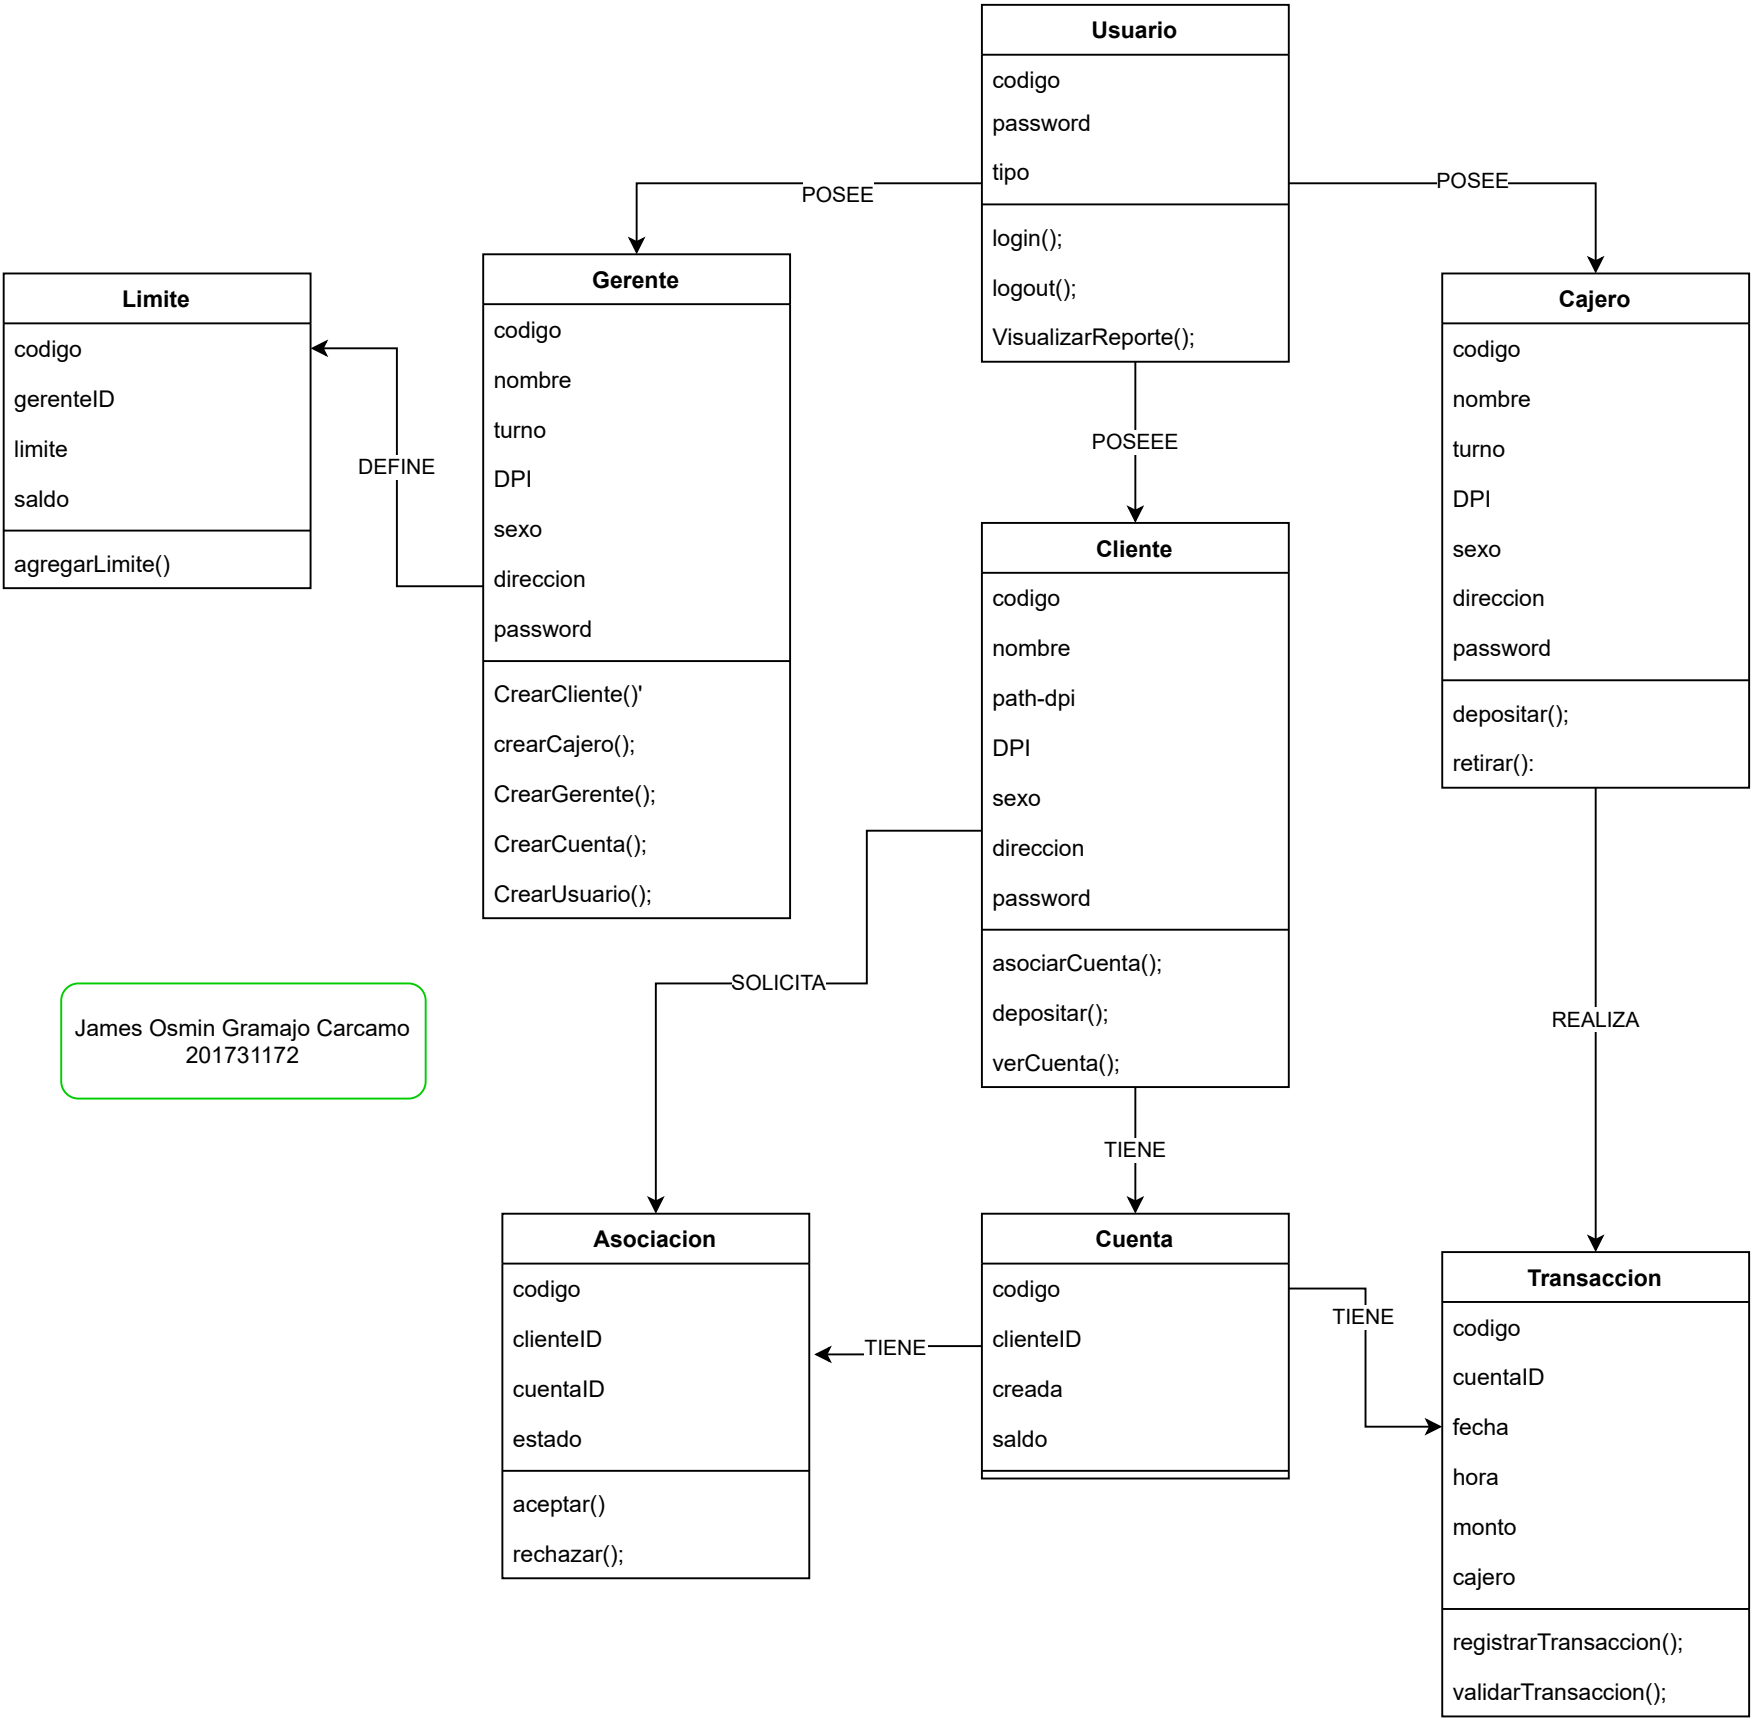 Usuario
codigo
password
tipo
login();
logout();
VisualizarReporte();
POSEE
POSEE
POSEEE
Limite
codigo
gerenteID
limite
saldo
agregarLimite()
DEFINE
Gerente
codigo
nombre
turno
DPI
sexo
direccion
password
CrearCliente()'
crearCajero();
CrearGerente();
CrearCuenta();
CrearUsuario();
Cliente
codigo
nombre
path-dpi
DPI
sexo
direccion
password
asociarCuenta();
depositar();
verCuenta();
Cajero
codigo
nombre
turno
DPI
sexo
direccion
password
depositar();
retirar():
SOLICITA
James Osmin Gramajo Carcamo
201731172
REALIZA
TIENE
Asociacion
codigo
clienteID
cuentaID
estado
aceptar()
rechazar();
TIENE
Cuenta
codigo
clienteID
creada
saldo
TIENE
Transaccion
codigo
cuentaID
fecha
hora
monto
cajero
registrarTransaccion();
validarTransaccion();